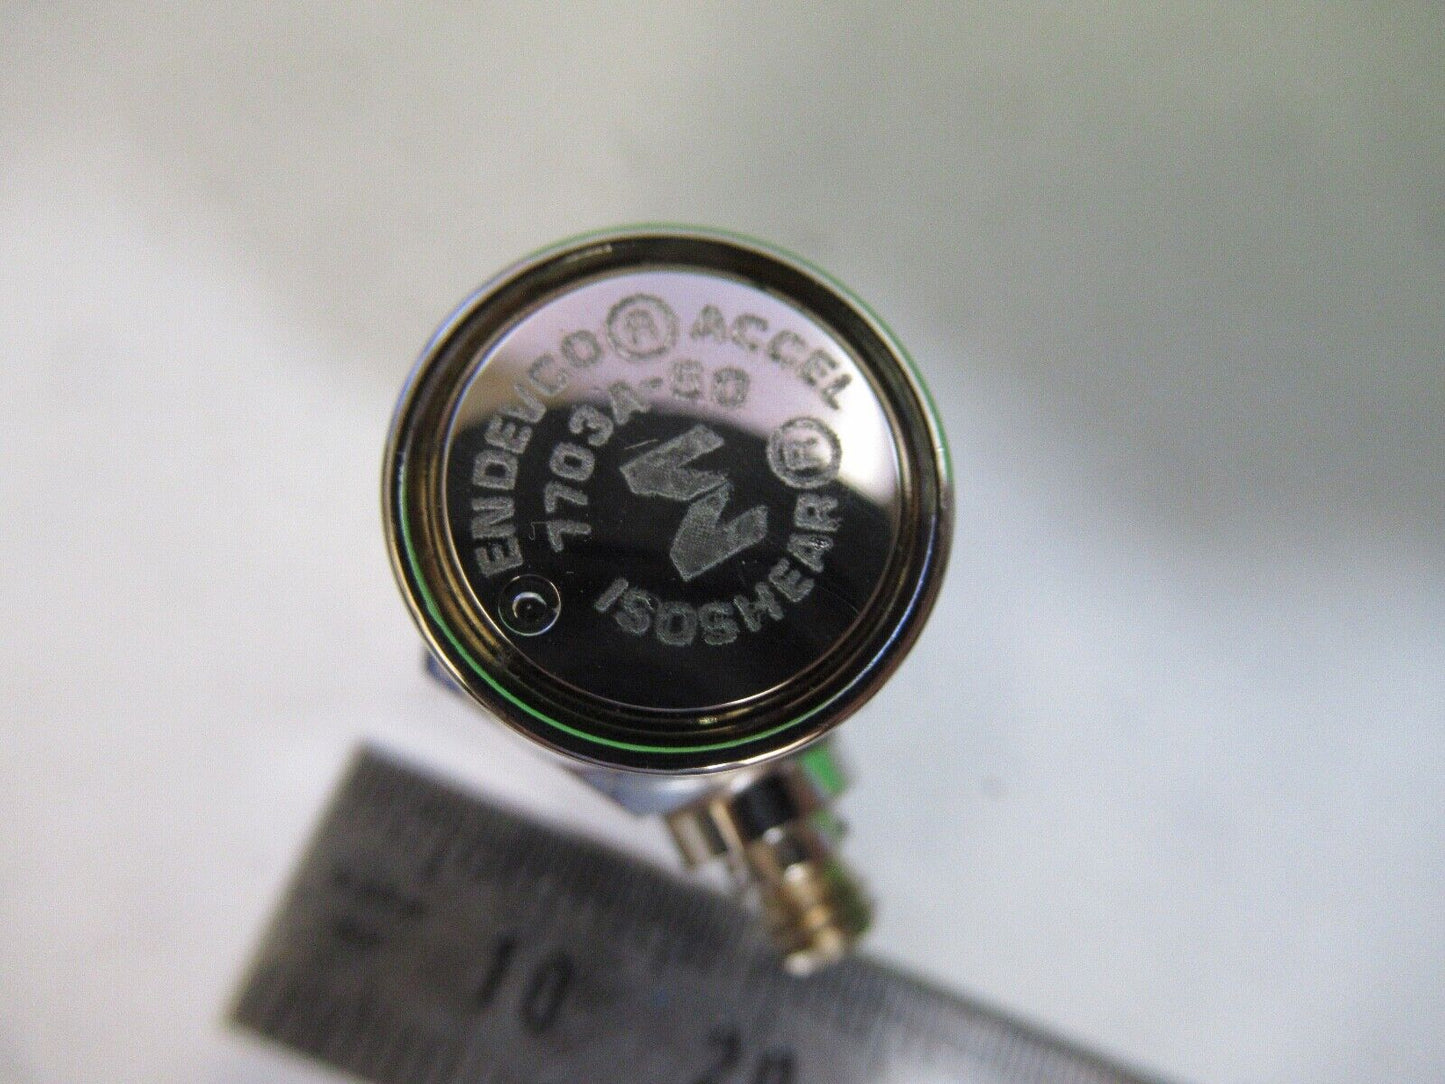 ENDEVCO® ACCEL
7703A-50
ISOSHEAR®
10
20